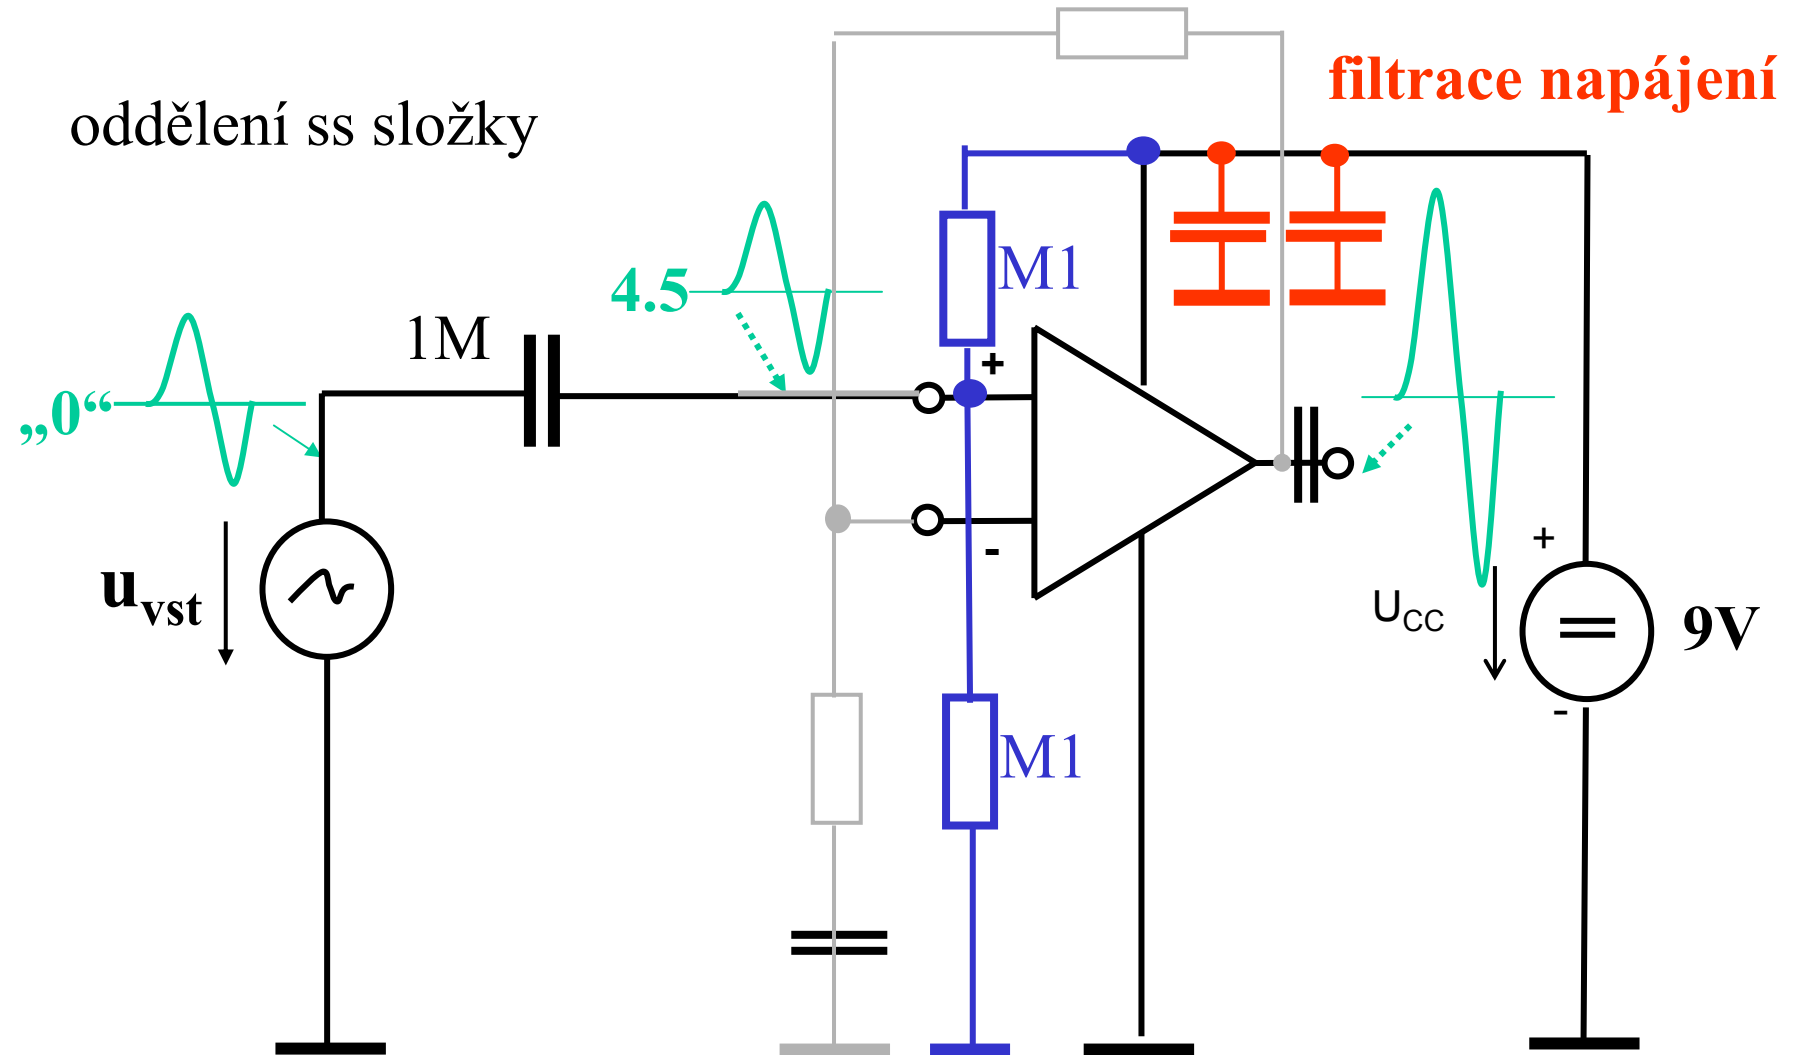 filtrace napájení
oddělení ss složky
M1
4.5
1M
+
„0“
-
+
u_vst
U_CC
9V
-
M1